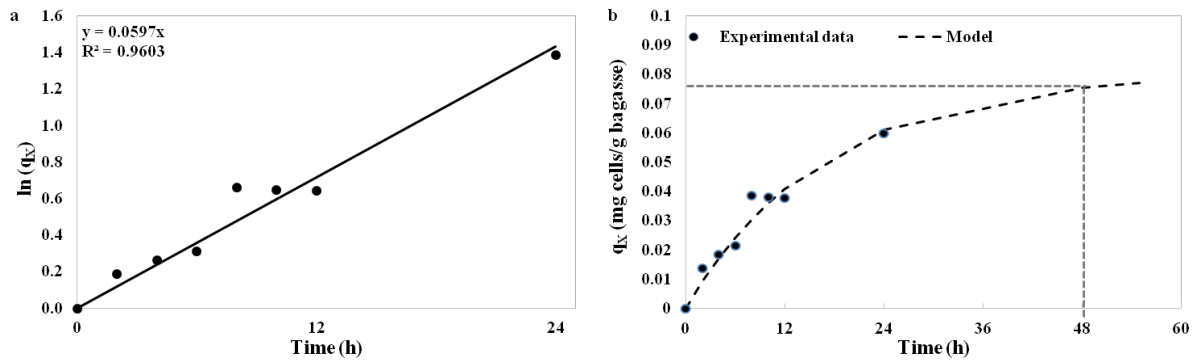 a
y = 0.0597x
R² = 0.9603
ln (qX)
1.6
1.4
1.2
1.0
0.8
0.6
0.4
0.2
0.0
0
12
24
Time (h)
b
Experimental data
Model
qX (mg cells/g bagasse)
0.1
0.09
0.08
0.07
0.06
0.05
0.04
0.03
0.02
0.01
0
0
12
24
36
48
60
Time (h)